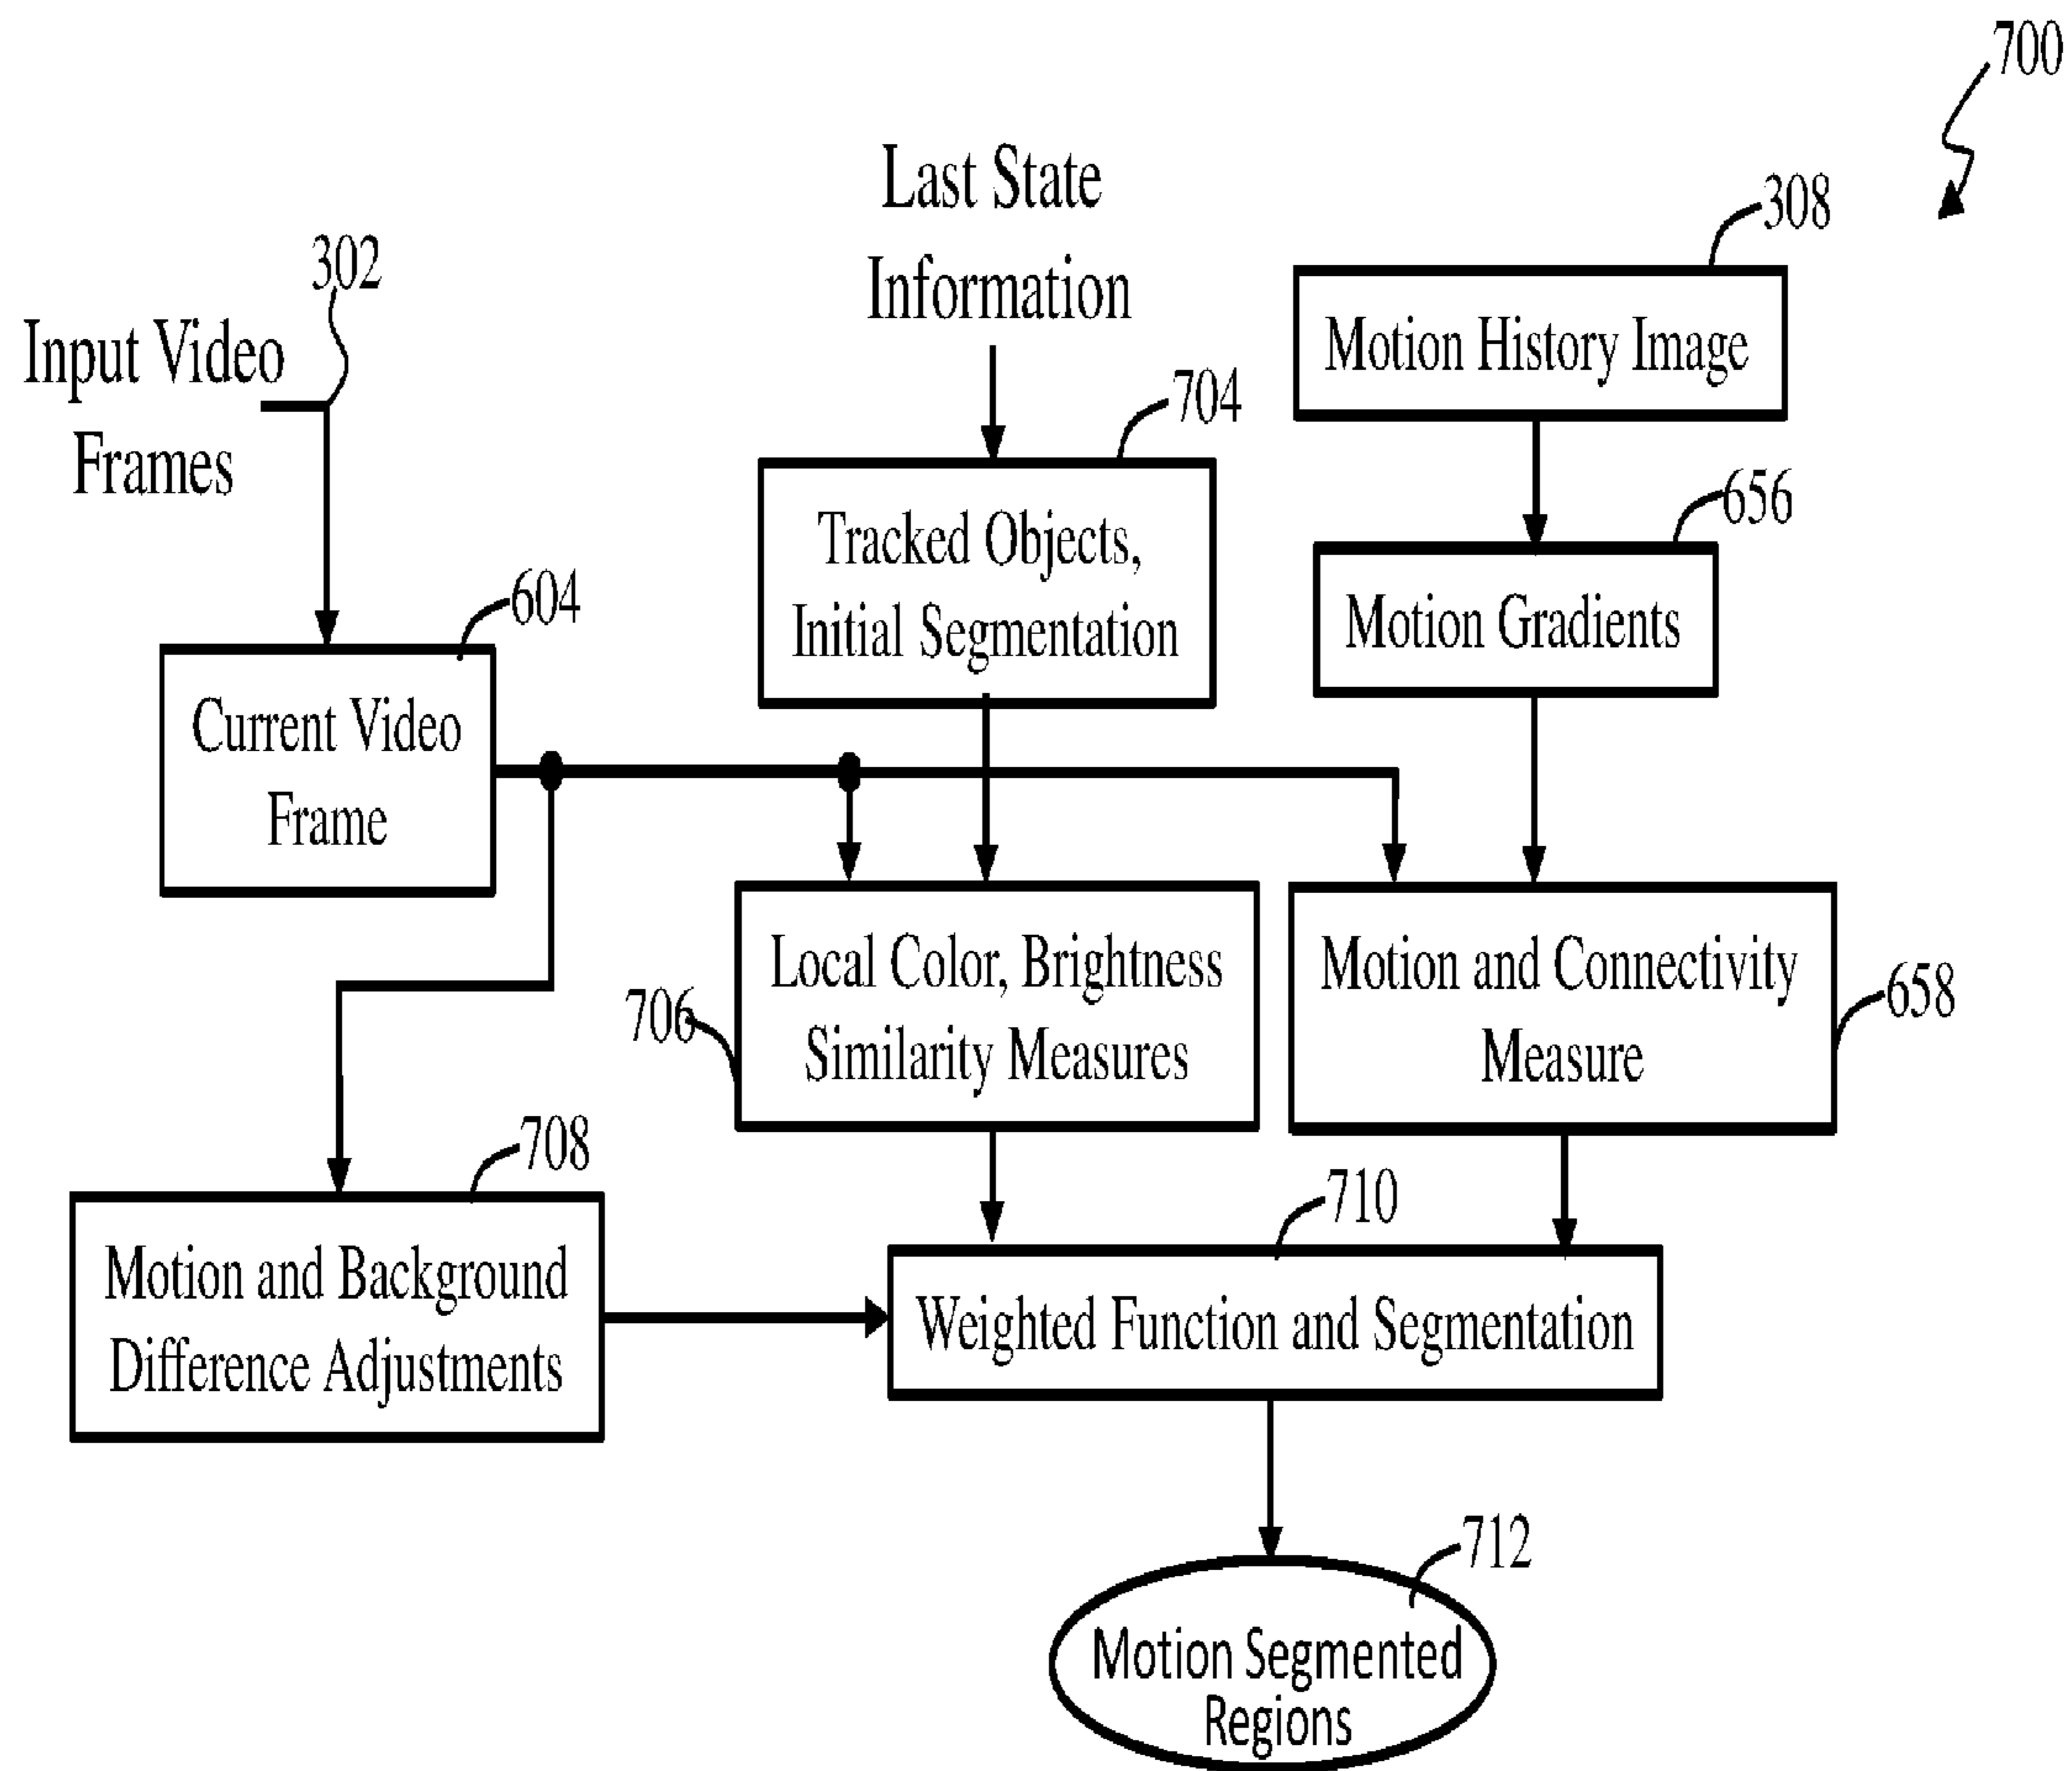 700
Last State
Information
308
302
Input Video
Frames
Motion History Image
704
656
Tracked Objects,
Initial Segmentation
Motion Gradients
604
Current Video
Frame
Local Color, Brightness
Similarity Measures
706
Motion and Connectivity
Measure
658
708
710
Motion and Background
Difference Adjustments
Weighted Function and Segmentation
712
Motion Segmented
Regions